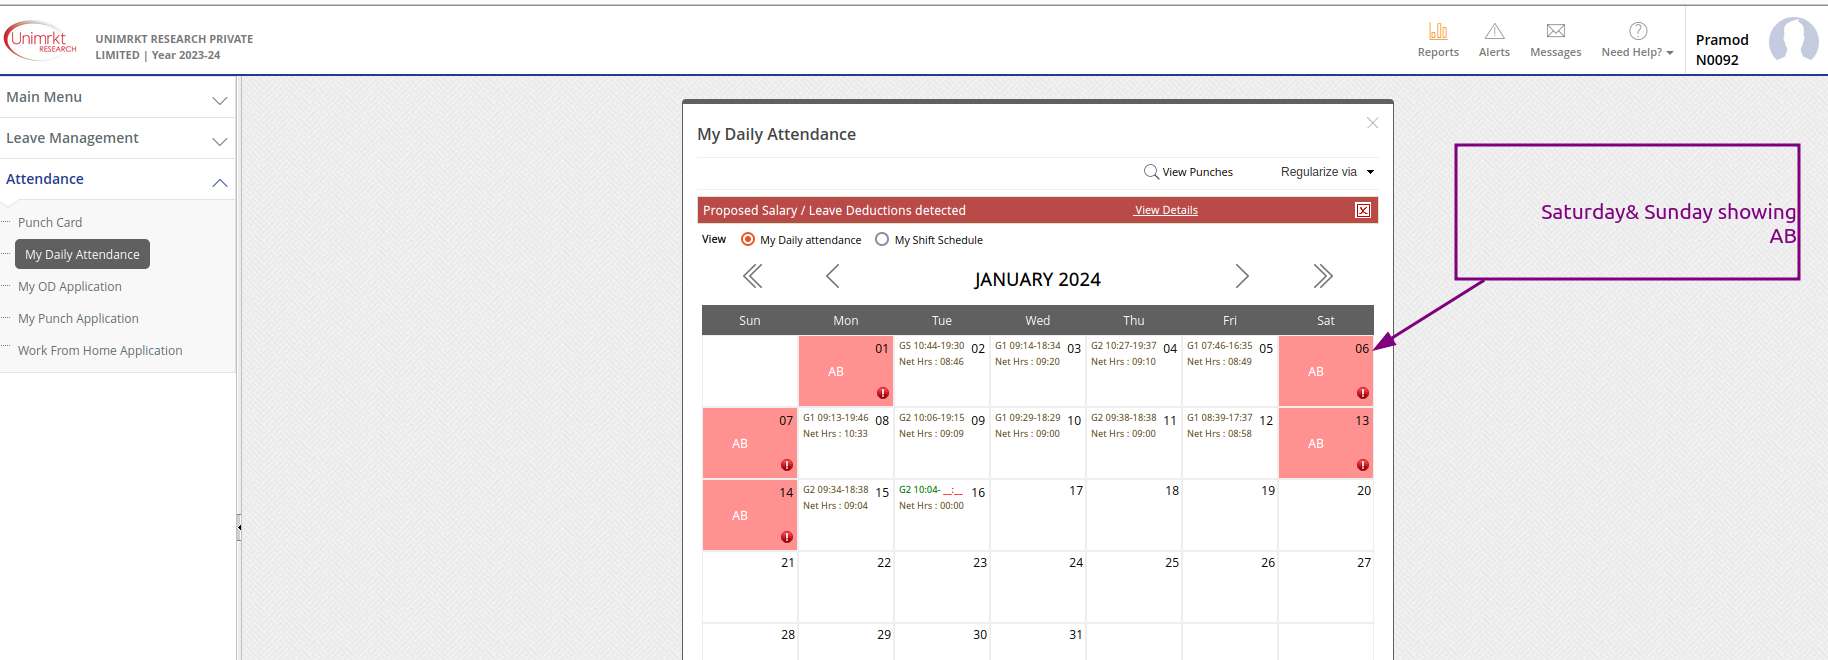 Unimrkt
RESEARCH
UNIMRKT RESEARCH PRIVATE
LIMITED | Year 2023-24
Reports
Alerts
Messages
Need Help?
Pramod
N0092
Main Menu
Leave Management
Attendance
Punch Card
My Daily Attendance
My OD Application
My Punch Application
Work From Home Application
My Daily Attendance
View Punches
Regularize via
Proposed Salary / Leave Deductions detected
View Details
View
My Daily attendance
My Shift Schedule
JANUARY 2024
Sun Mon Tue Wed Thu Fri Sat
01
AB
GS 10:44-19:30 02
Net Hrs : 08:46
G1 09:14-18:34 03
Net Hrs : 09:20
G2 10:27-19:37 04
Net Hrs : 09:10
G1 07:46-16:35 05
Net Hrs : 08:49
06
AB
07
AB
G1 09:13-19:46 08
Net Hrs : 10:33
G2 10:06-19:15 09
Net Hrs : 09:09
G1 09:29-18:29 10
Net Hrs : 09:00
G2 09:38-18:38 11
Net Hrs : 09:00
G1 08:39-17:37 12
Net Hrs : 08:58
13
AB
14
AB
G2 09:34-18:38 15
Net Hrs : 09:04
G2 10:04- __:__ 16
Net Hrs : 00:00
17
18
19
20
21 22 23 24 25 26 27
28 29 30 31
Saturday& Sunday showing
AB